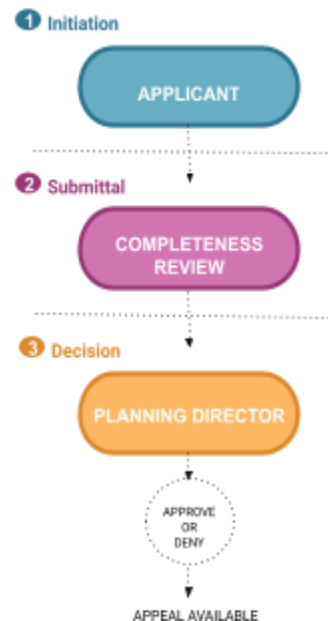 1 Initiation
APPLICANT
2 Submittal
COMPLETENESS
REVIEW
3 Decision
PLANNING DIRECTOR
APPROVE
OR
DENY
APPEAL AVAILABLE